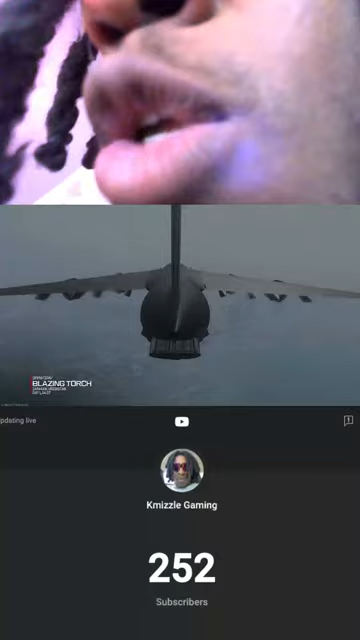 BLAZING TORCH
pdating live
Kmizzle Gaming
252
Subscribers